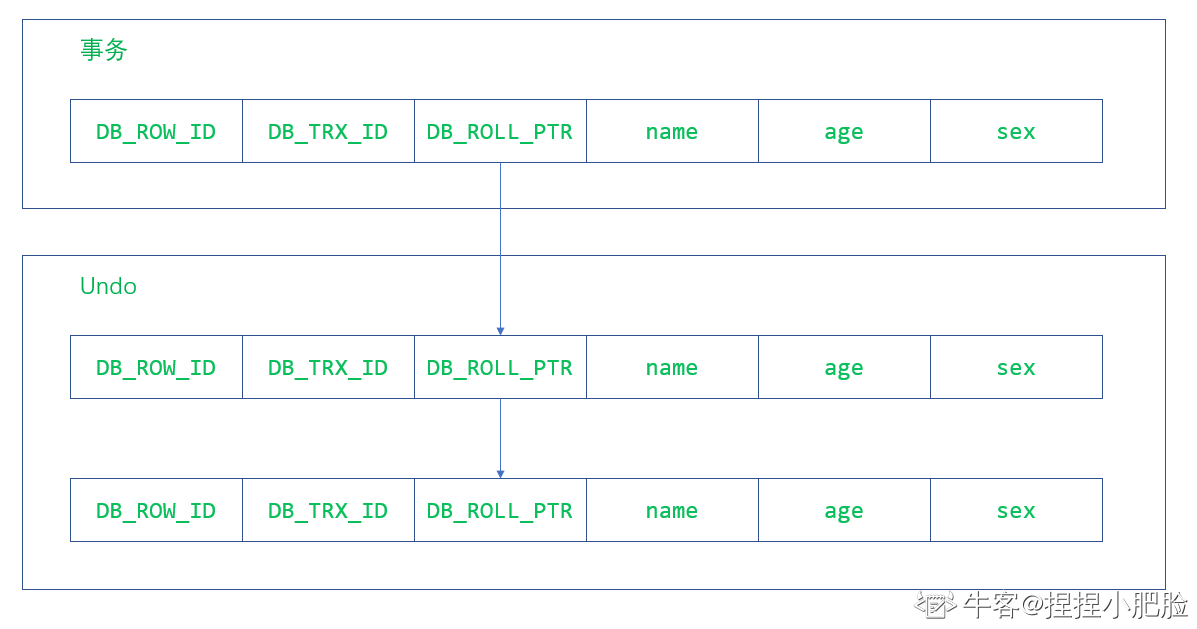 事务
DB_ROW_ID DB_TRX_ID DB_ROLL_PTR name age sex
Undo
DB_ROW_ID DB_TRX_ID DB_ROLL_PTR name age sex
DB_ROW_ID DB_TRX_ID DB_ROLL_PTR name age sex
牛客@捏捏小肥脸